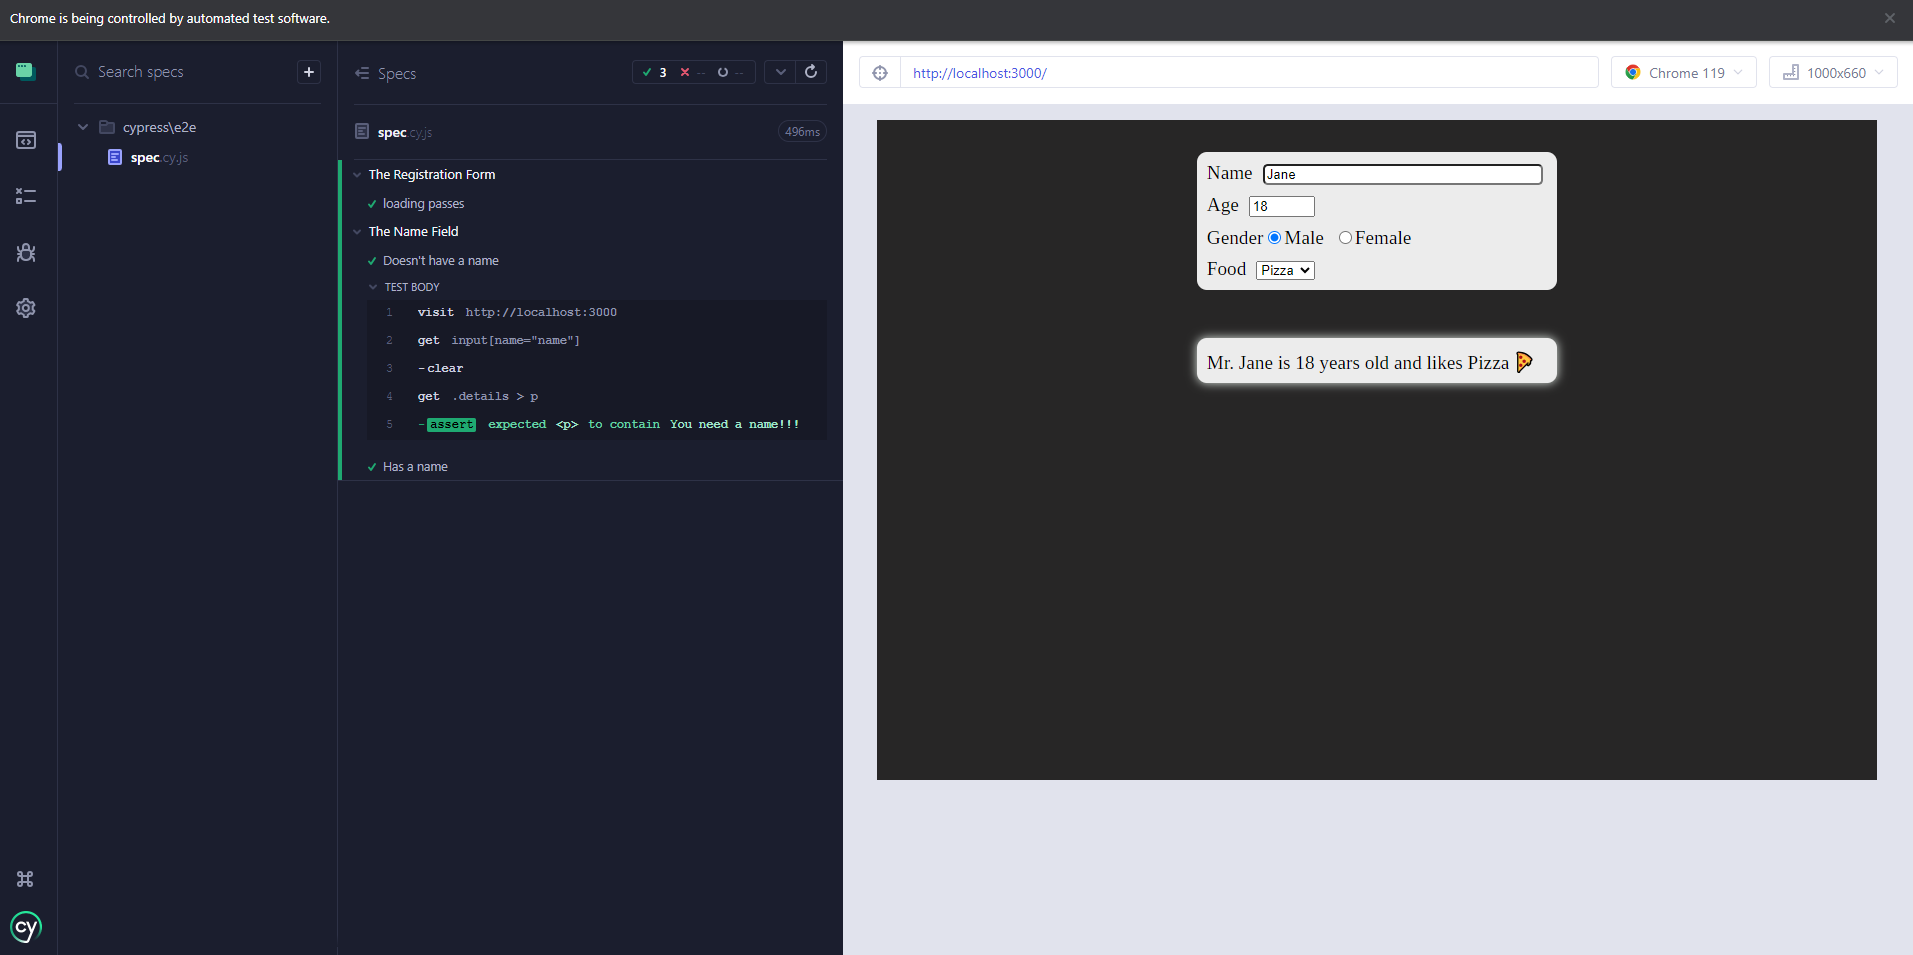 Chrome is being controlled by automated test software.
Search specs
+
cypress\e2e
spec.cy.js
Specs
3 -- --
spec.cy.js 496ms
The Registration Form
loading passes
The Name Field
Doesn't have a name
TEST BODY
1 visit http://localhost:3000
2 get input[name="name"]
3 -clear
4 get .details > p
5 -assert expected <p> to contain You need a name!!!
Has a name
cy
http://localhost:3000/
Chrome 119
1000x660
Name Jane
Age 18
Gender Male Female
Food Pizza
Mr. Jane is 18 years old and likes Pizza 🍕